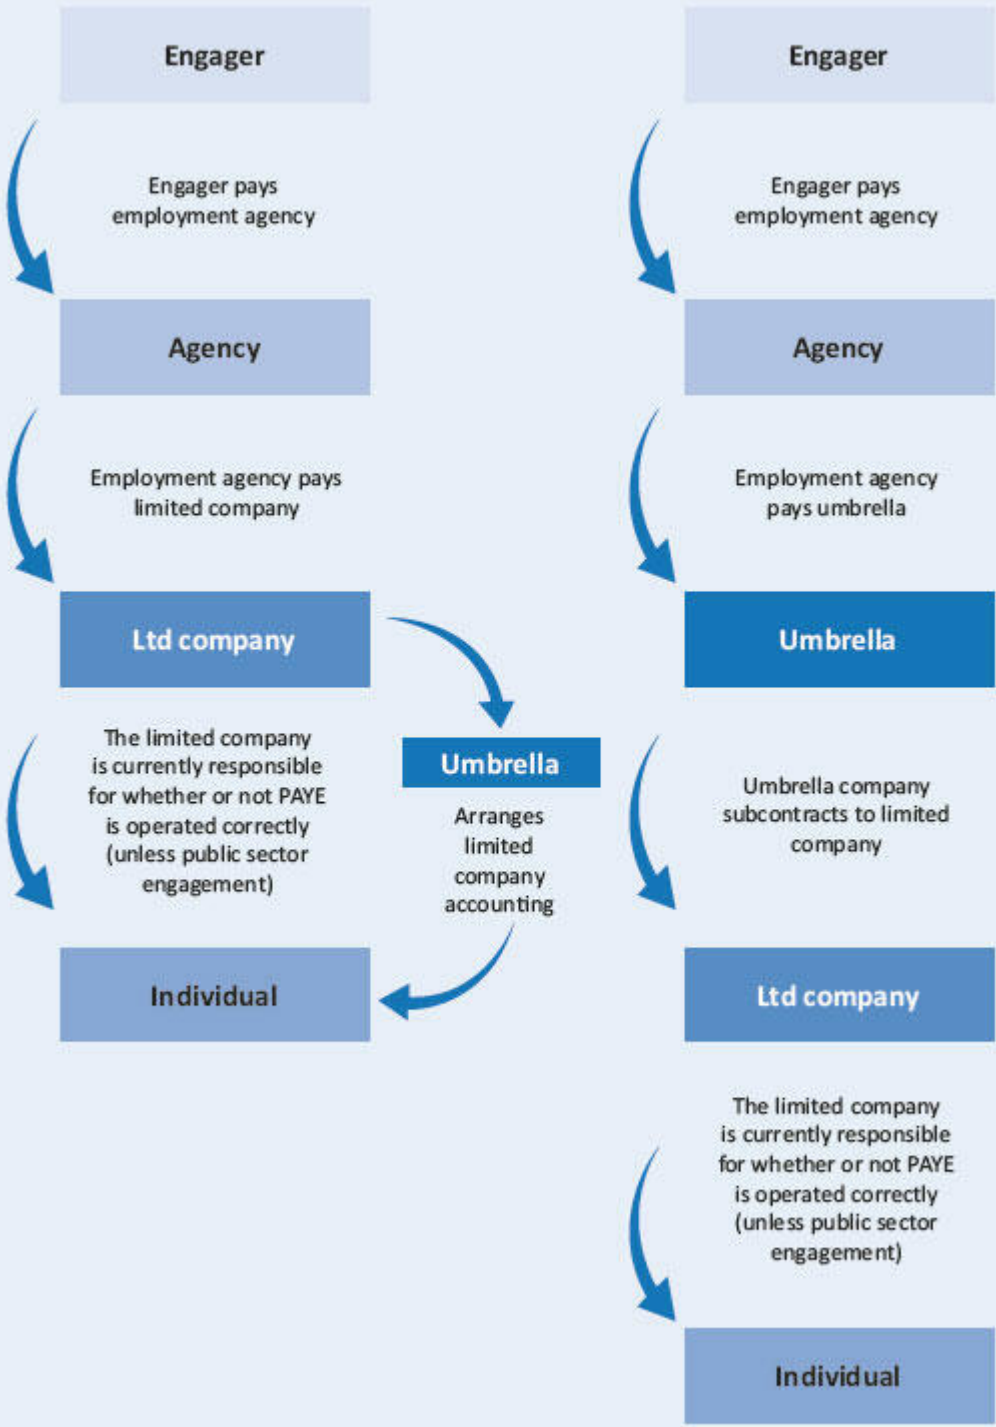 Engager
Engager pays
employment agency
Agency
Employment agency pays
limited company
Ltd company
The limited company
is currently responsible
for whether or not PAYE
is operated correctly
(unless public sector
engagement)
Umbrella
Arranges
limited
company
accounting
Individual
Engager
Engager pays
employment agency
Agency
Employment agency
pays umbrella
Umbrella
Umbrella company
subcontracts to limited
company
Ltd company
The limited company
is currently responsible
for whether or not PAYE
is operated correctly
(unless public sector
engagement)
Individual